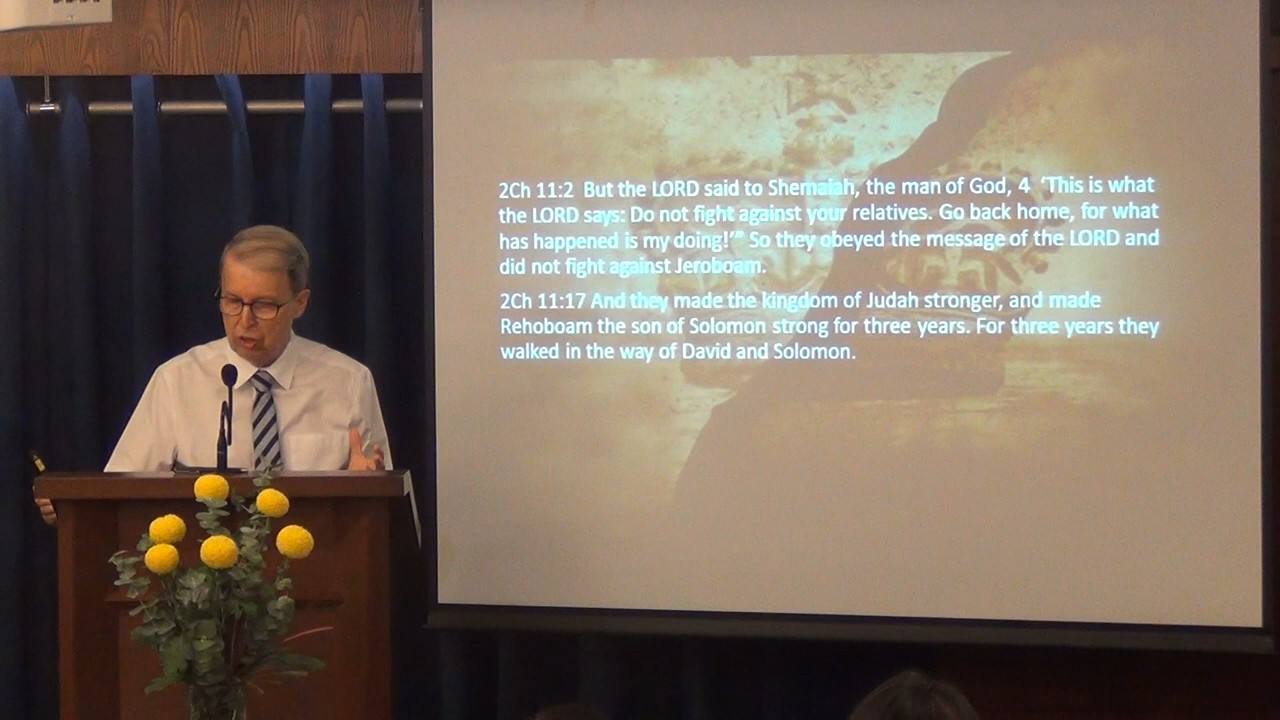 2Ch 11:2 But the LORD said to Shemaiah, the man of God, 4 ‘This is what
the LORD says: Do not fight against your relatives. Go back home, for what
has happened is my doing!’” So they obeyed the message of the LORD and
did not fight against Jeroboam.
2Ch 11:17 And they made the kingdom of Judah stronger, and made
Rehoboam the son of Solomon strong for three years. For three years they
walked in the way of David and Solomon.